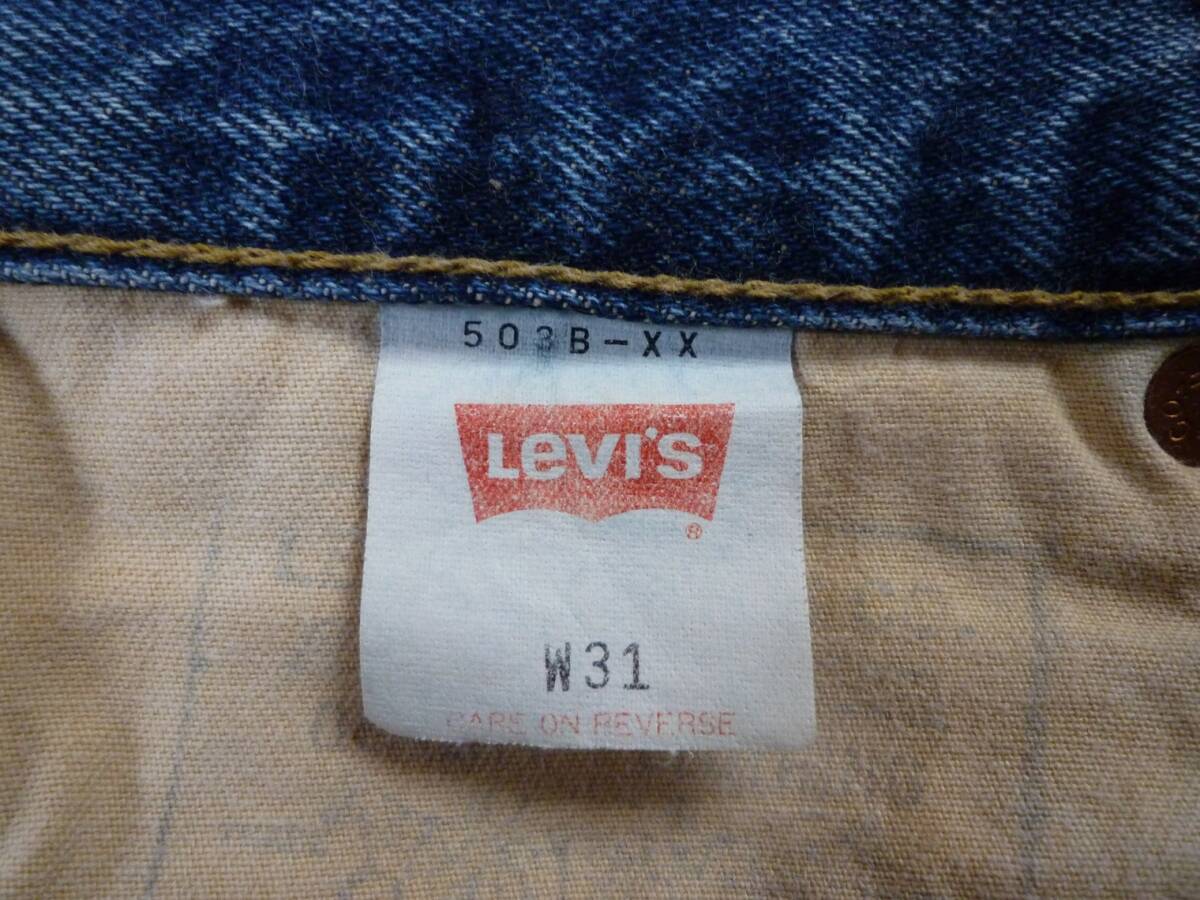 503B-XX
LEVI'S
®
W31
CARE ON REVERSE